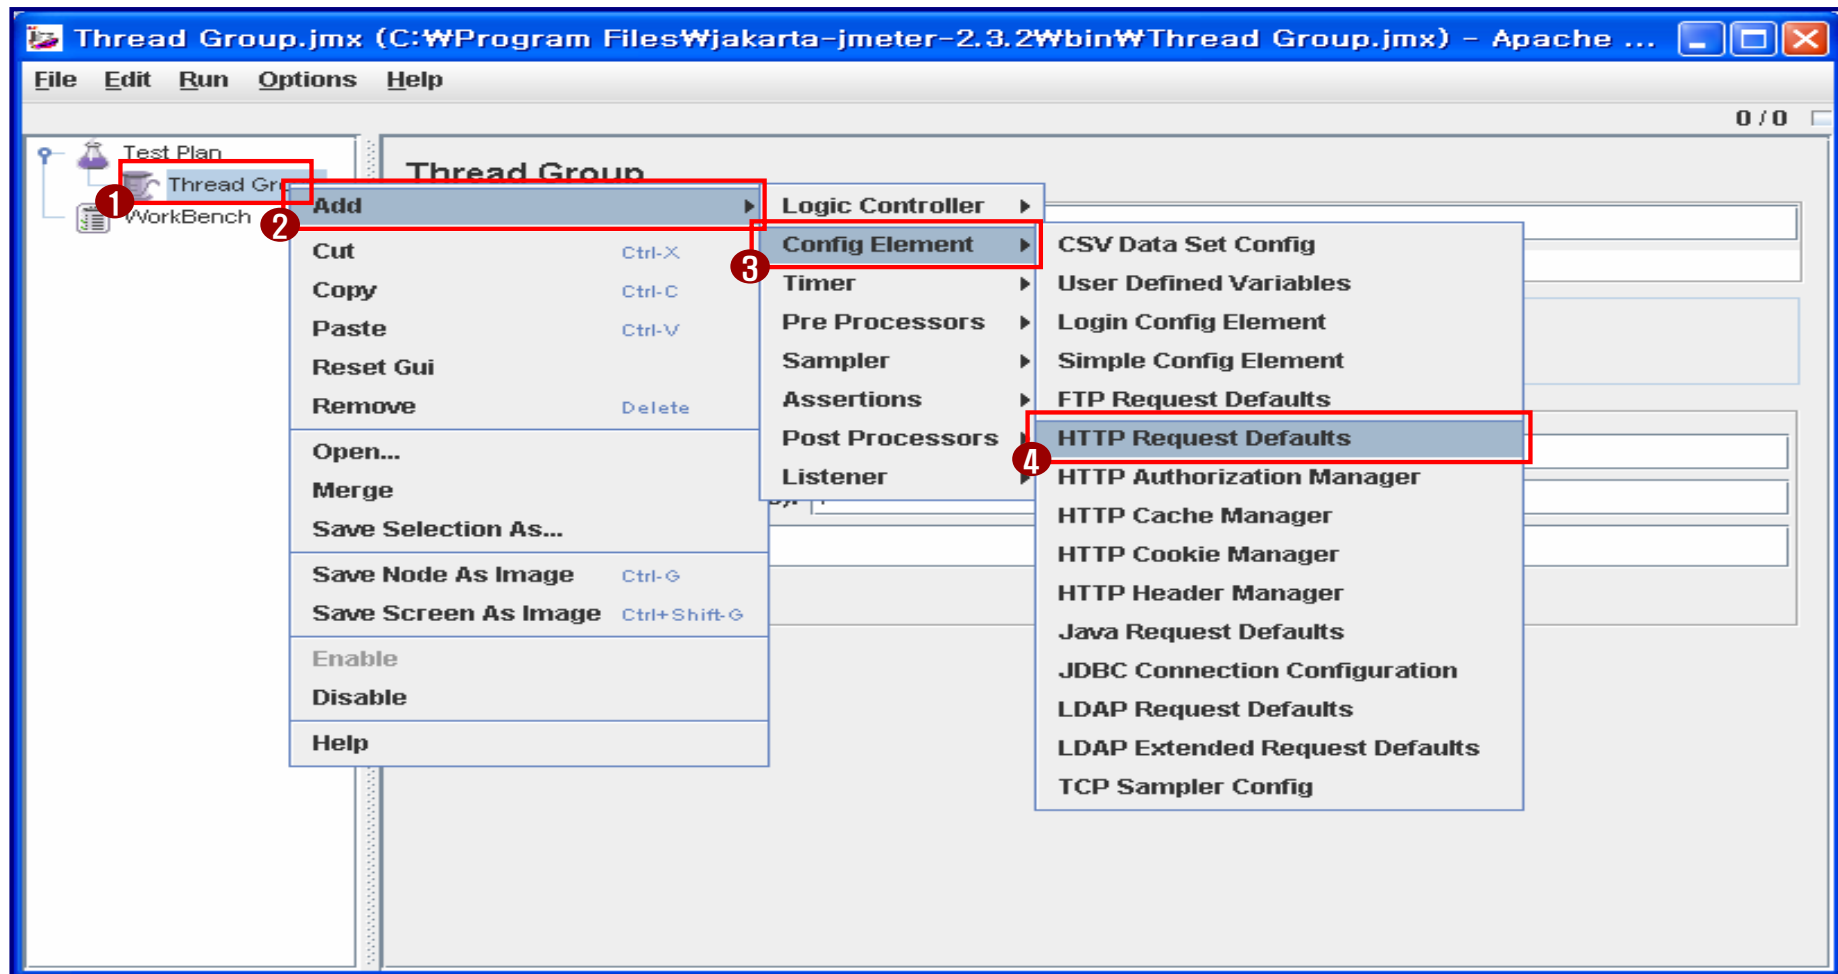 Thread Group.jmx (C:₩Program Files₩jakarta-jmeter-2.3.2₩bin₩Thread Group.jmx) - Apache ...
File Edit Run Options Help
0 / 0
Test Plan
Thread Group
1 Thread Gro
WorkBench
2 Add
Cut Ctrl-X
Copy Ctrl-C
Paste Ctrl-V
Reset Gui
Remove Delete
Open...
Merge
Save Selection As...
Save Node As Image Ctrl-G
Save Screen As Image Ctrl+Shift-G
Enable
Disable
Help
Logic Controller
3 Config Element
Timer
Pre Processors
Sampler
Assertions
Post Processors
Listener
CSV Data Set Config
User Defined Variables
Login Config Element
Simple Config Element
FTP Request Defaults
4 HTTP Request Defaults
HTTP Authorization Manager
HTTP Cache Manager
HTTP Cookie Manager
HTTP Header Manager
Java Request Defaults
JDBC Connection Configuration
LDAP Request Defaults
LDAP Extended Request Defaults
TCP Sampler Config